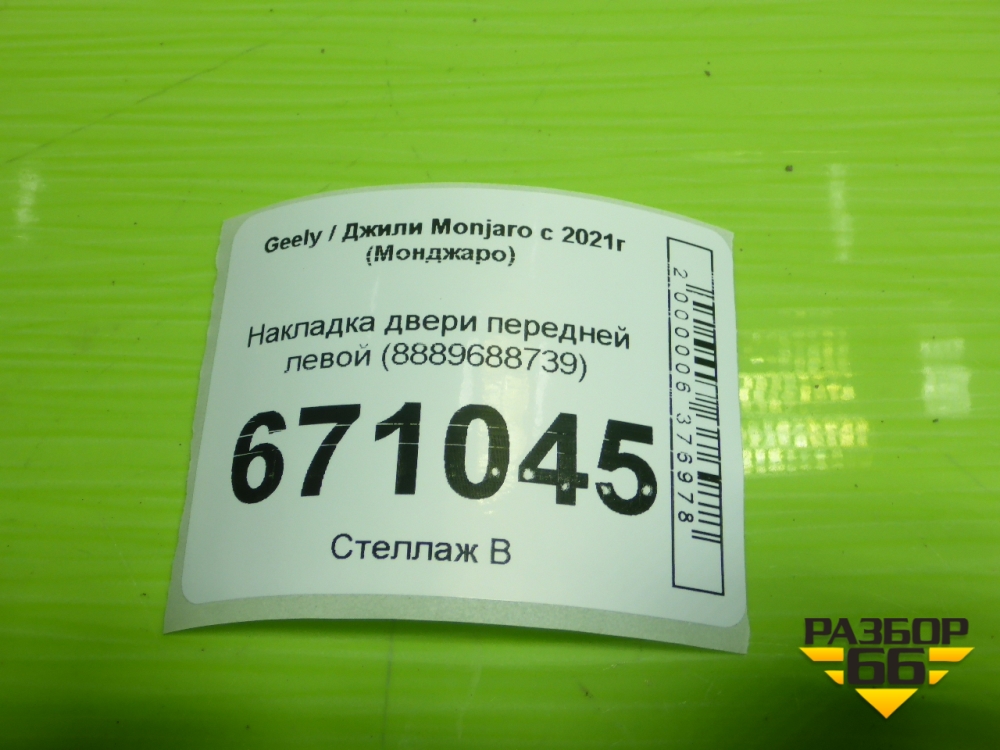 Geely / Джили Monjaro с 2021г
(Монджаро)
Накладка двери передней
левой (8889688739)
671045
Стеллаж В
2000006376978
РАЗБОР
66